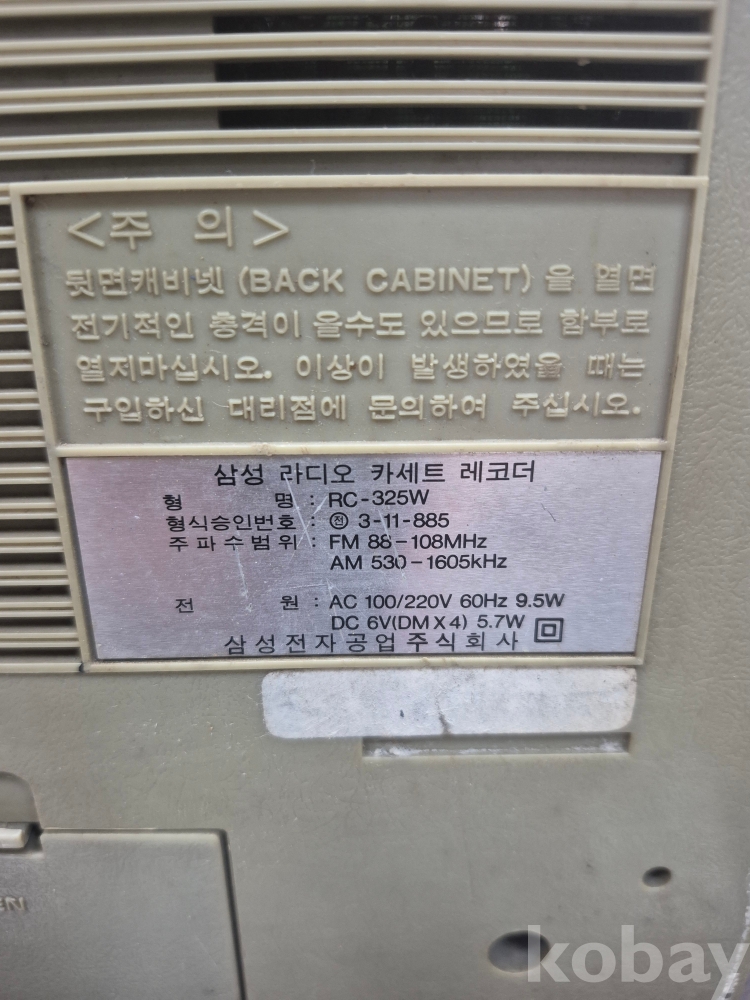 <주 의>
뒷면캐비넷 (BACK CABINET) 을 열면
전기적인 충격이 올수도 있으므로 함부로
열지마십시오. 이상이 발생하였을 때는
구입하신 대리점에 문의하여 주십시오.
삼성 라디오 카세트 레코더
형 명 : RC-325W
형식승인번호 : ㊞ 3-11-885
주파수범위 : FM 88-108MHz
AM 530-1605kHz
전 원 : AC 100/220V 60Hz 9.5W
DC 6V(DM X 4) 5.7W
삼성전자공업주식회사
kobay